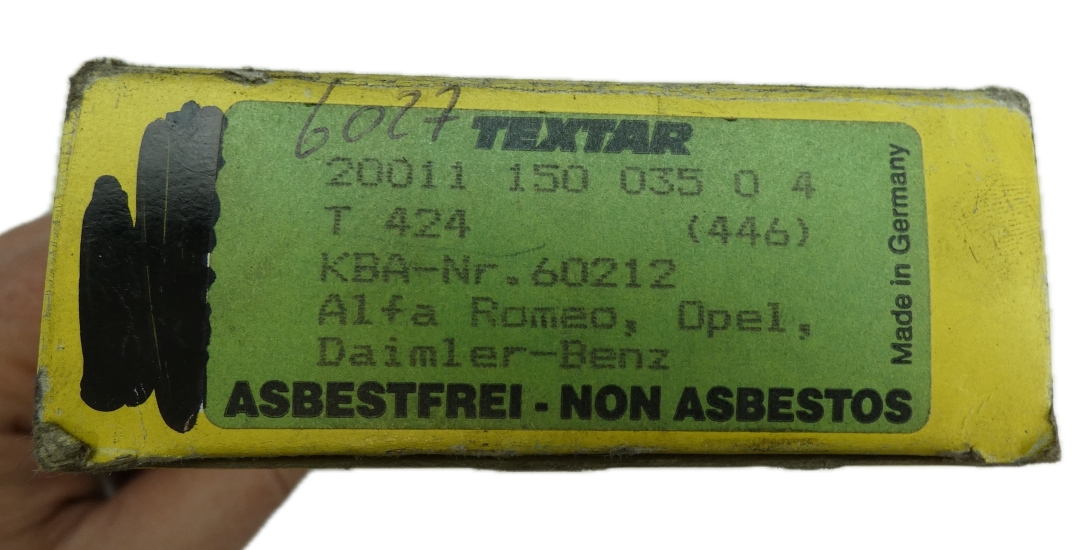 6027
TEXTAR
20011 150 035 0 4
T 424 (446)
KBA-Nr.60212
Alfa Romeo, Opel,
Daimler-Benz
ASBESTFREI - NON ASBESTOS
Made in Germany